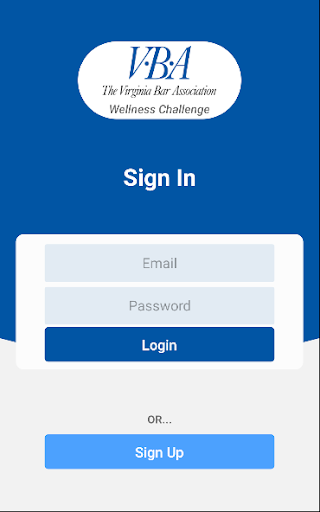 V·B·A
The Virginia Bar Association
Wellness Challenge
Sign In
Email
Password
Login
OR...
Sign Up